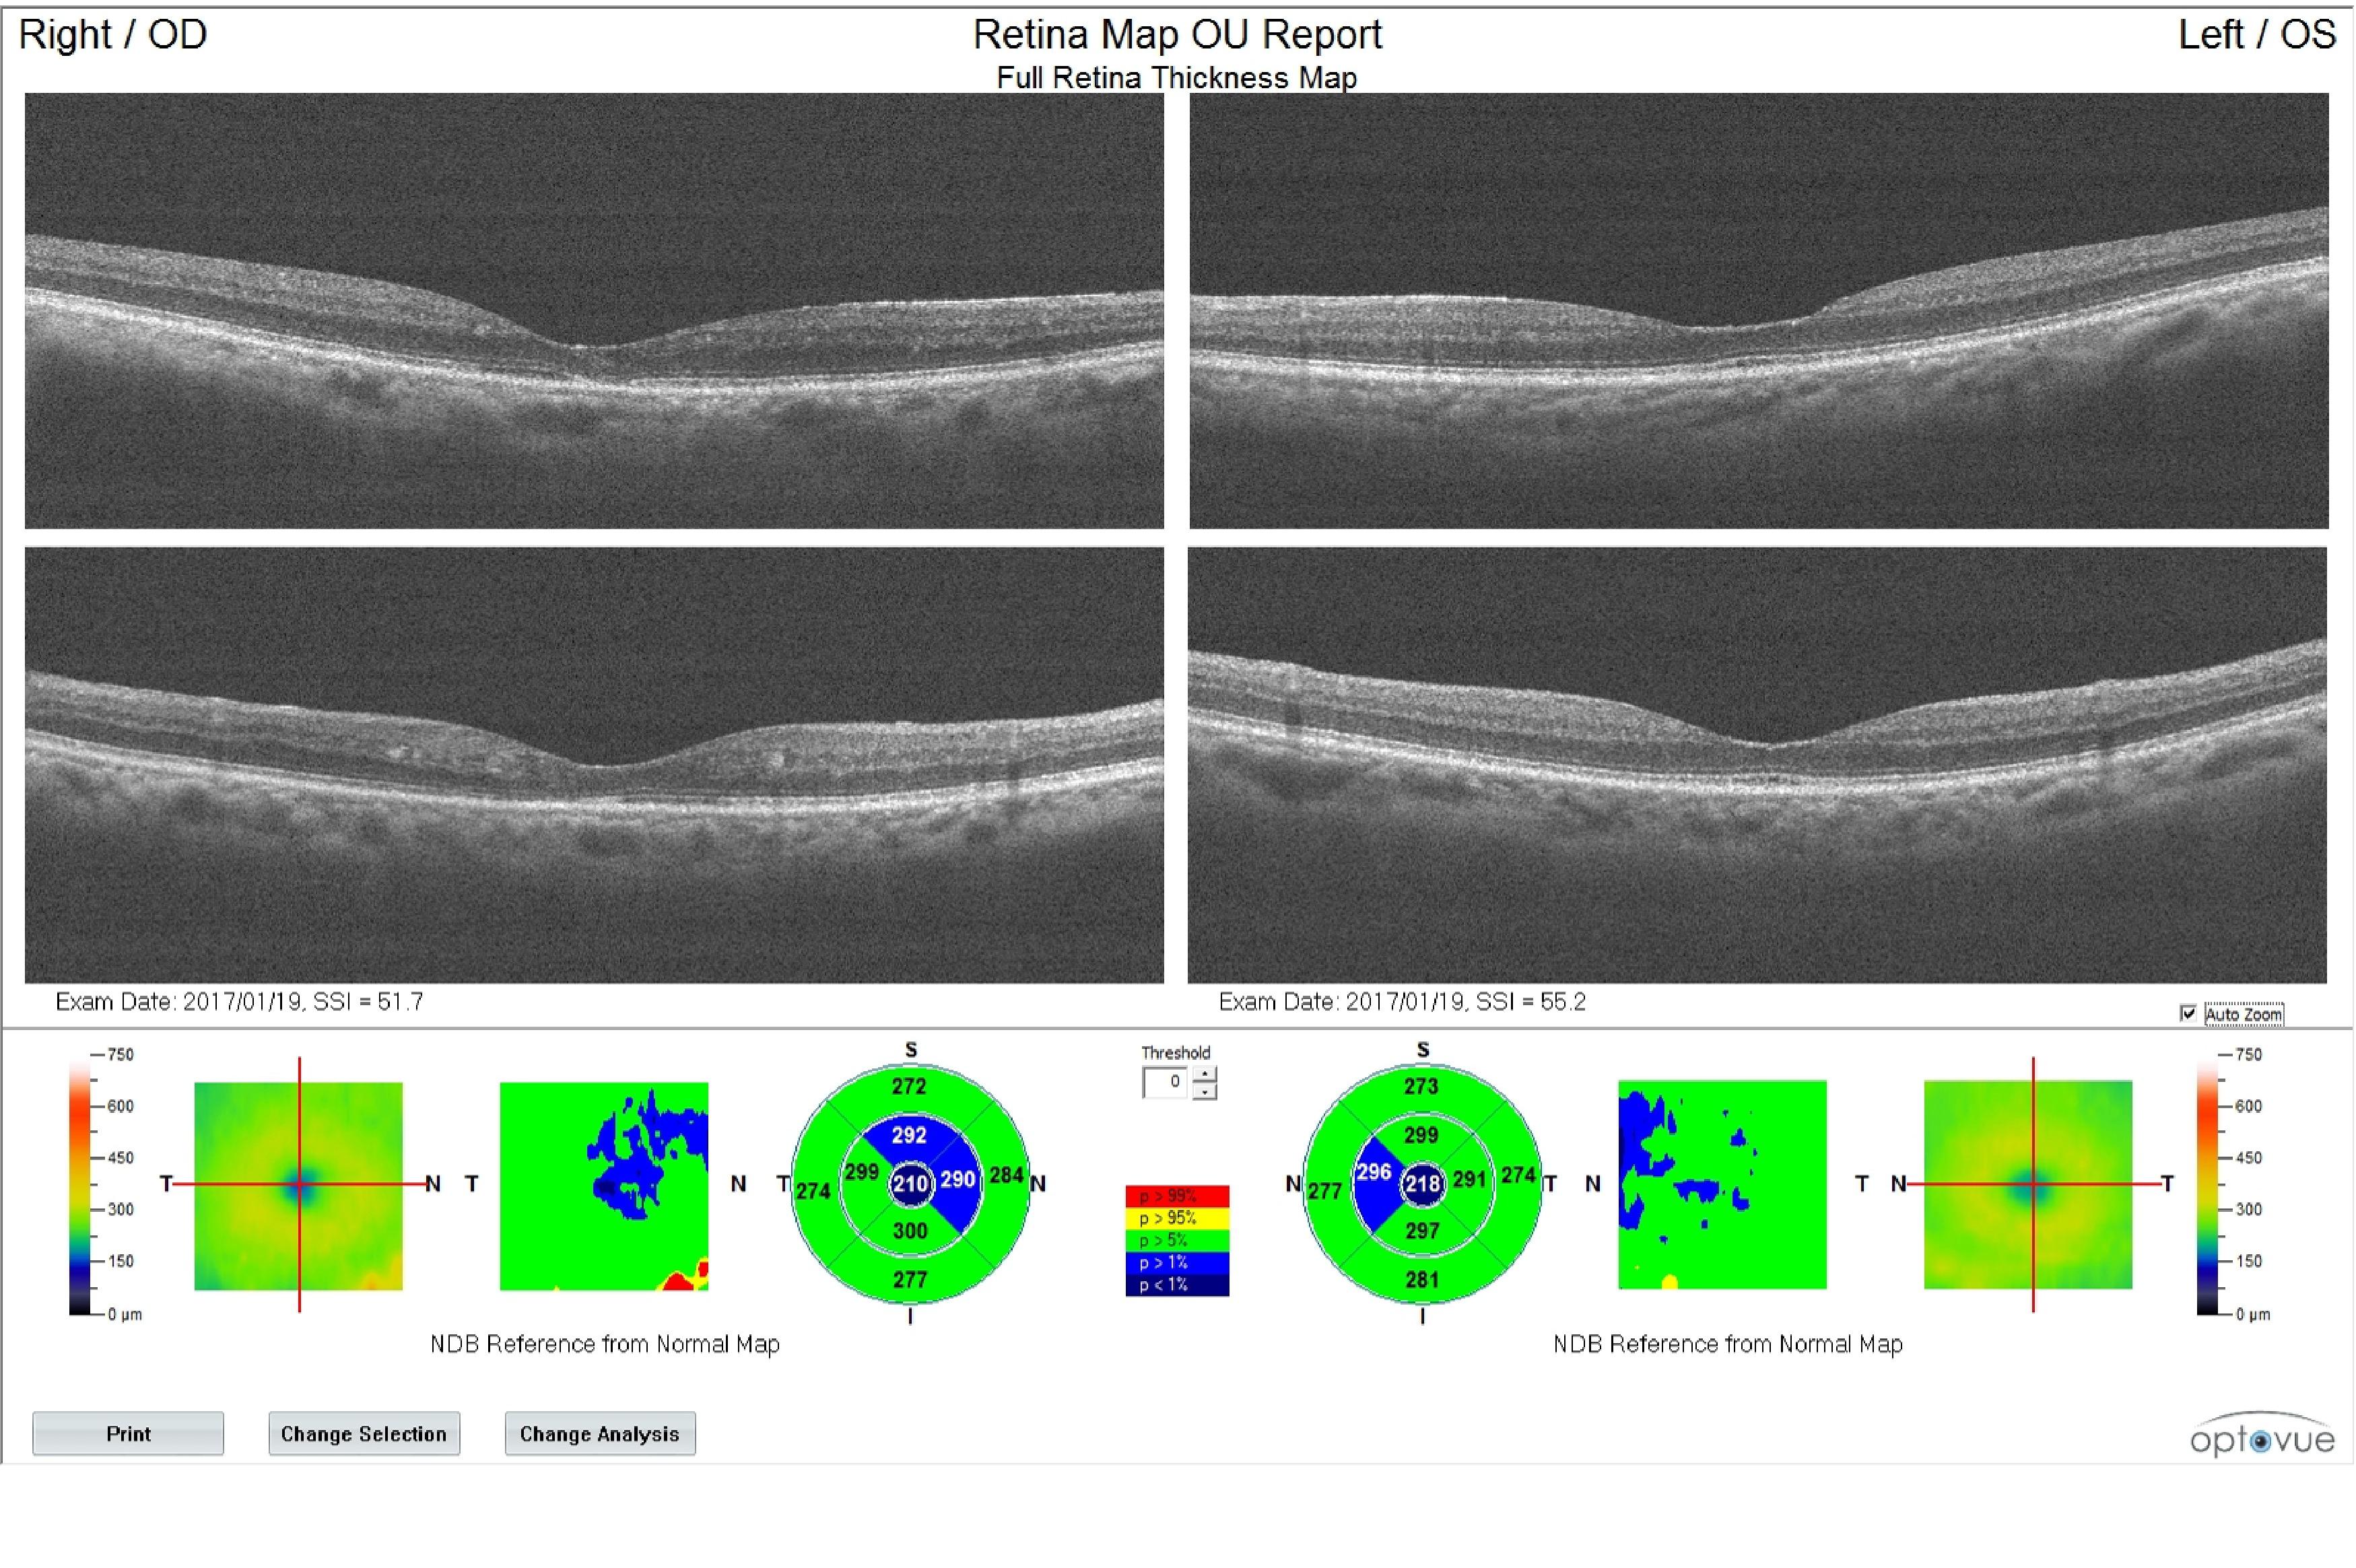 Right / OD
Retina Map OU Report
Left / OS
Full Retina Thickness Map
Exam Date: 2017/01/19, SSI = 51.7
Exam Date: 2017/01/19, SSI = 55.2
Auto Zoom
750
600
450
300
150
0 µm
T
N
T
N
S
272
292
299
210
290
284
274
300
277
T
N
I
Threshold
0
p > 99%
p > 95%
p > 5%
p > 1%
p < 1%
S
273
299
296
218
291
274
277
297
281
N
T
I
N
T
N
T
750
600
450
300
150
0 µm
NDB Reference from Normal Map
NDB Reference from Normal Map
Print
Change Selection
Change Analysis
optovue